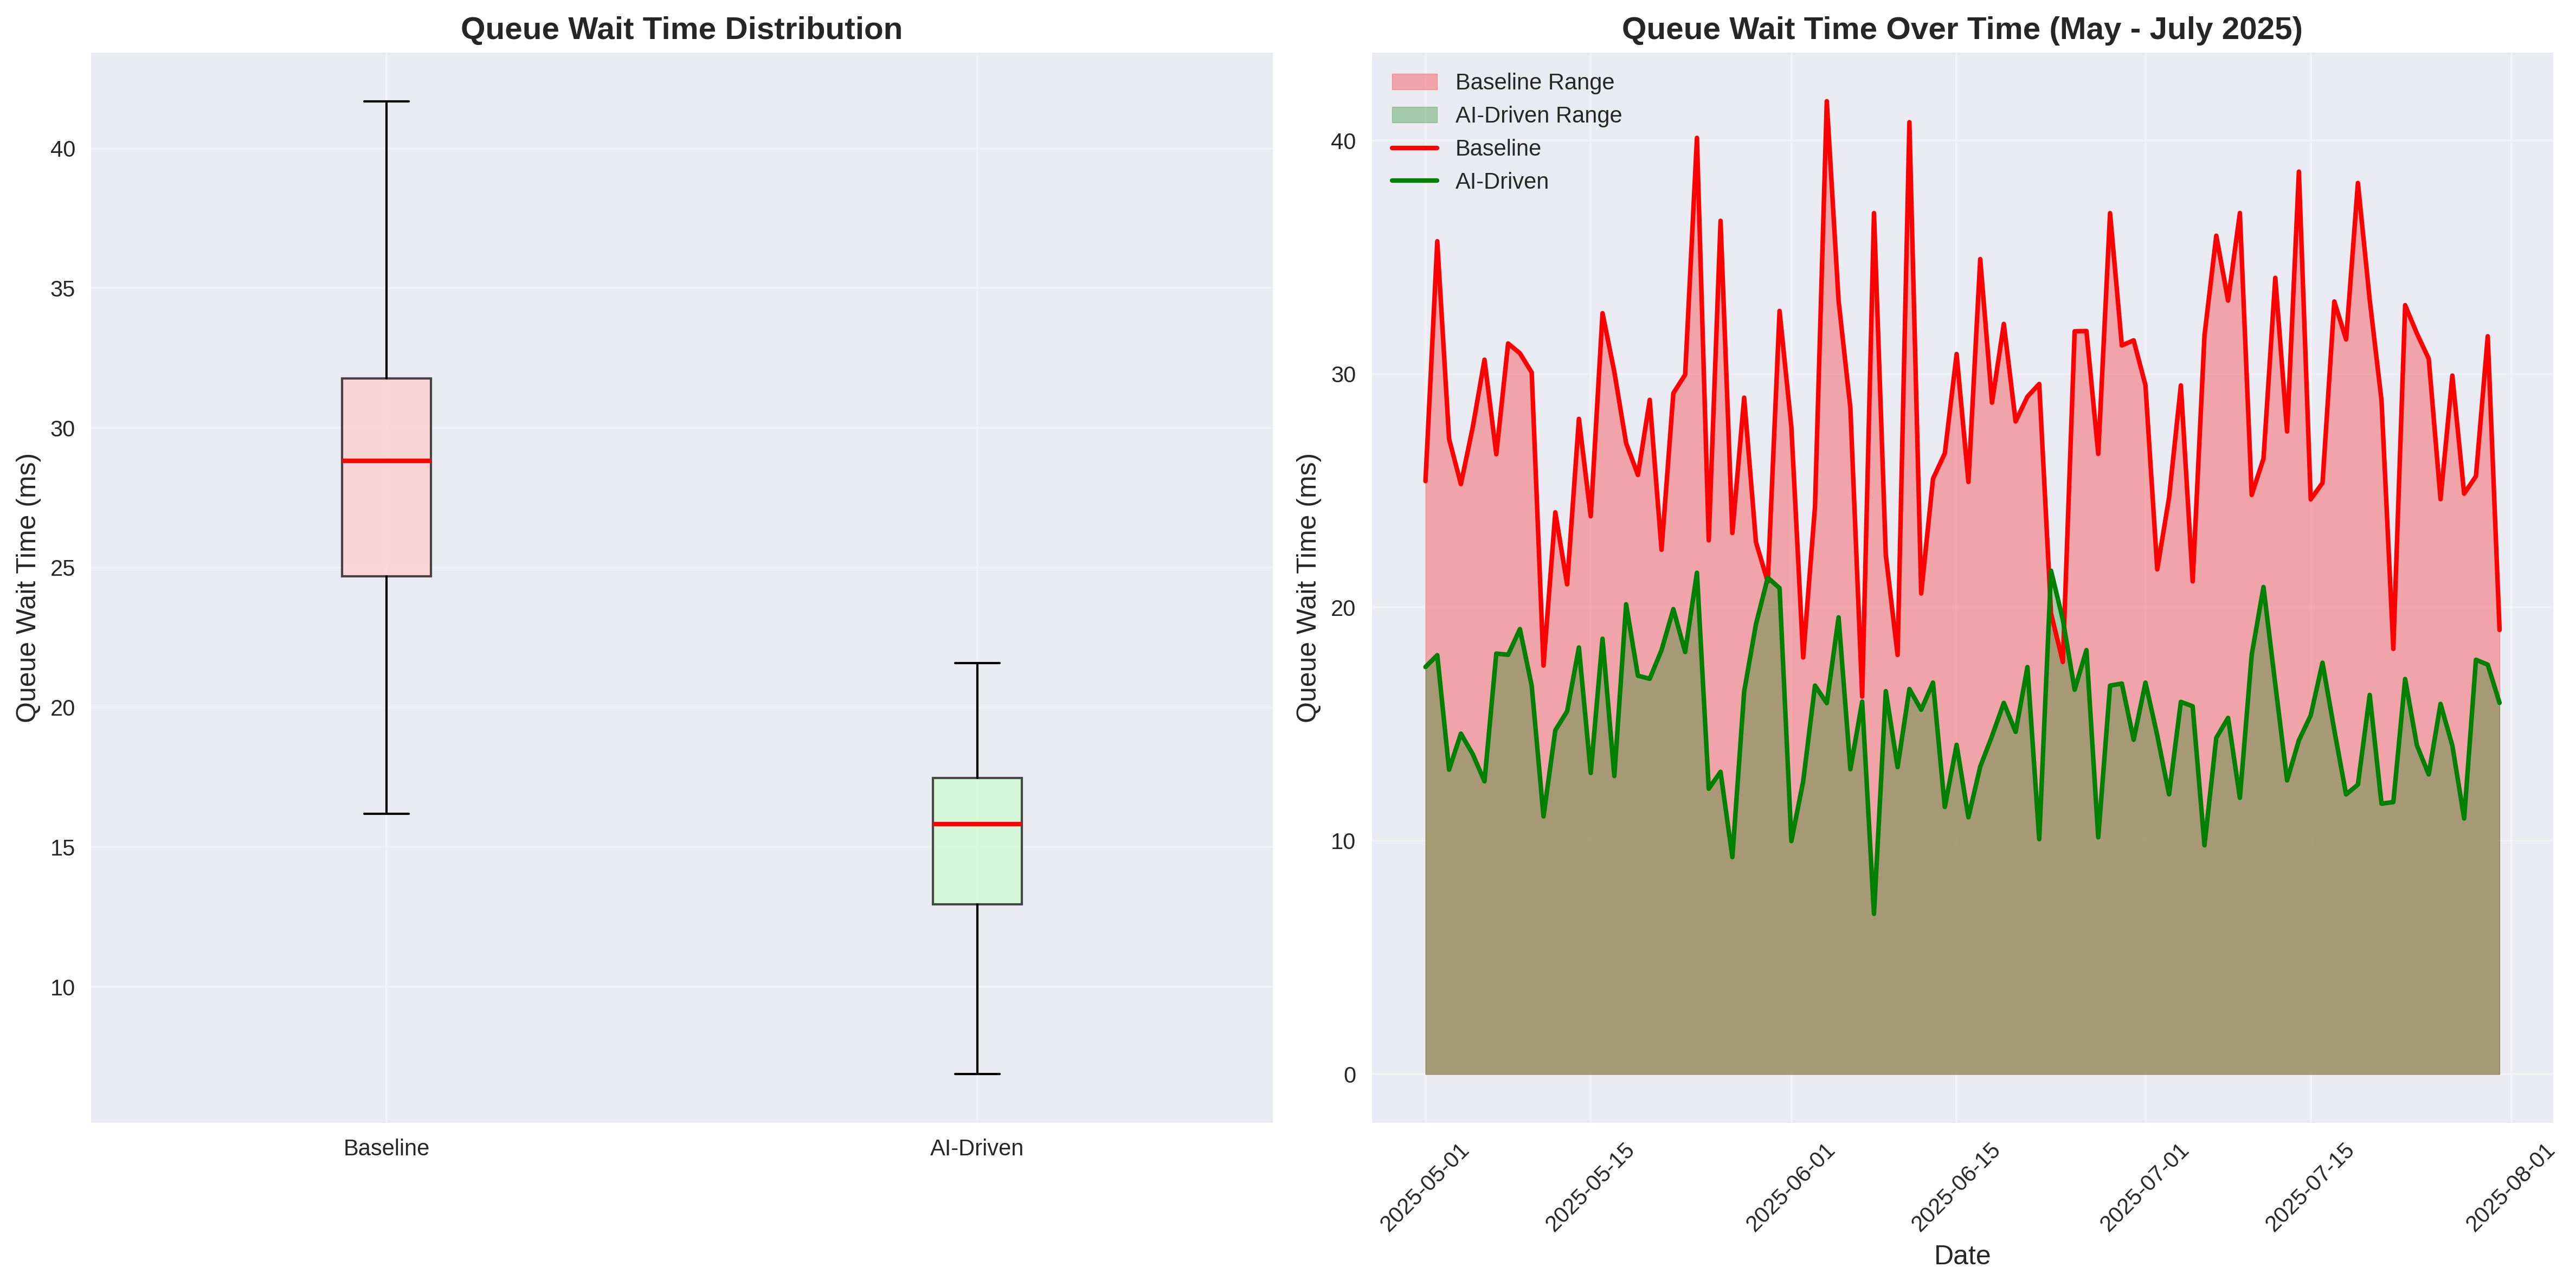 Queue Wait Time Distribution
Queue Wait Time (ms)
40
35
30
25
20
15
10
Baseline
AI-Driven
Queue Wait Time Over Time (May - July 2025)
Baseline Range
AI-Driven Range
Baseline
AI-Driven
Queue Wait Time (ms)
40
30
20
10
0
2025-05-01
2025-05-15
2025-06-01
2025-06-15
2025-07-01
2025-07-15
2025-08-01
Date